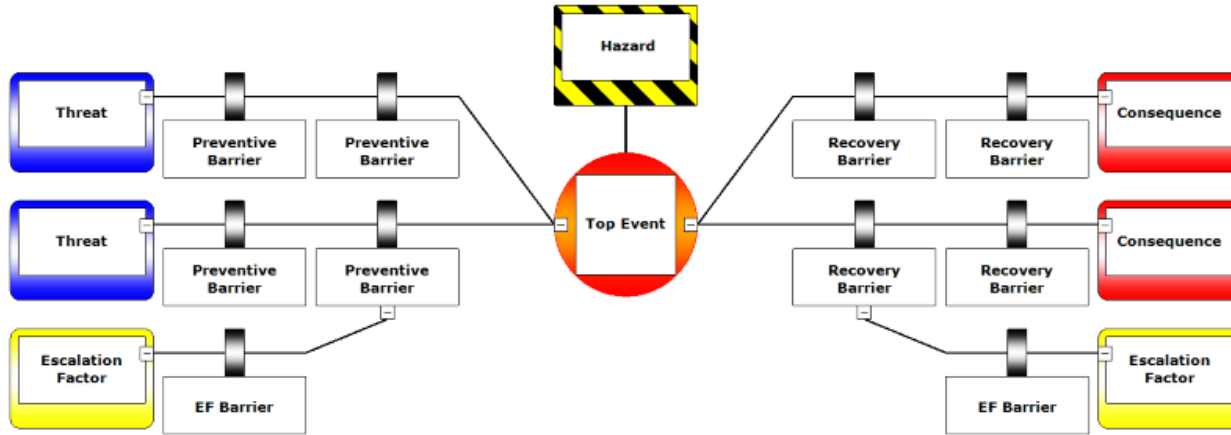 Hazard
Threat
Preventive
Barrier
Preventive
Barrier
Recovery
Barrier
Recovery
Barrier
Consequence
Top Event
Threat
Preventive
Barrier
Preventive
Barrier
Recovery
Barrier
Recovery
Barrier
Consequence
Escalation
Factor
EF Barrier
EF Barrier
Escalation
Factor